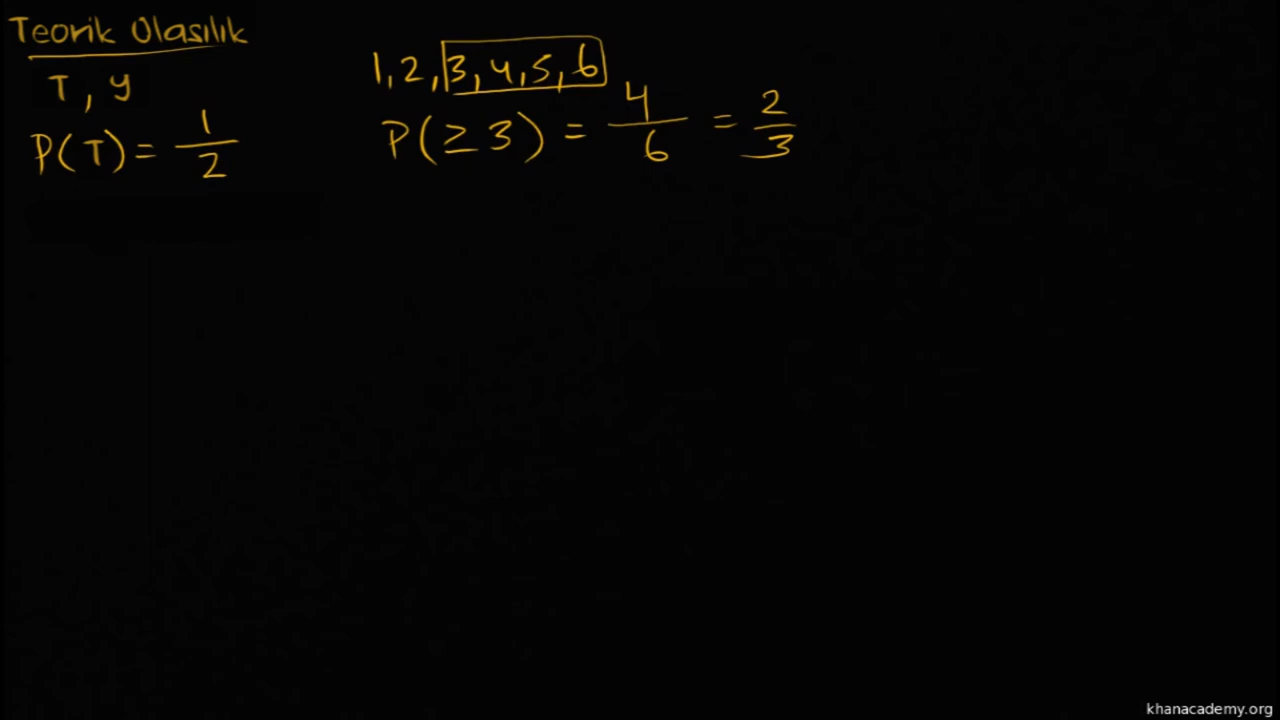 Teorik Olasılık
T, Y
P(T) = 1/2
1, 2, 3, 4, 5, 6
P(≥ 3) = 4/6 = 2/3
khanacademy.org